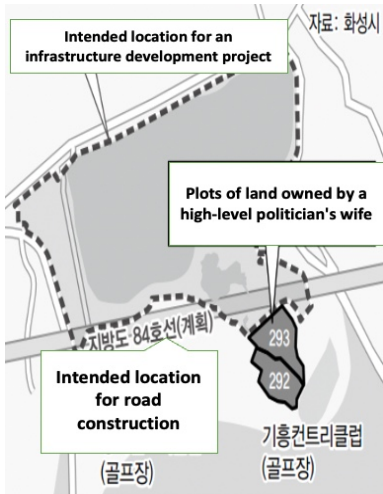 자료: 화성시
Intended location for an
infrastructure development project
Plots of land owned by a
high-level politician's wife
293
지방도 84호선(계획)
292
Intended location
for road
construction
기흥컨트리클럽
(골프장)
(골프장)